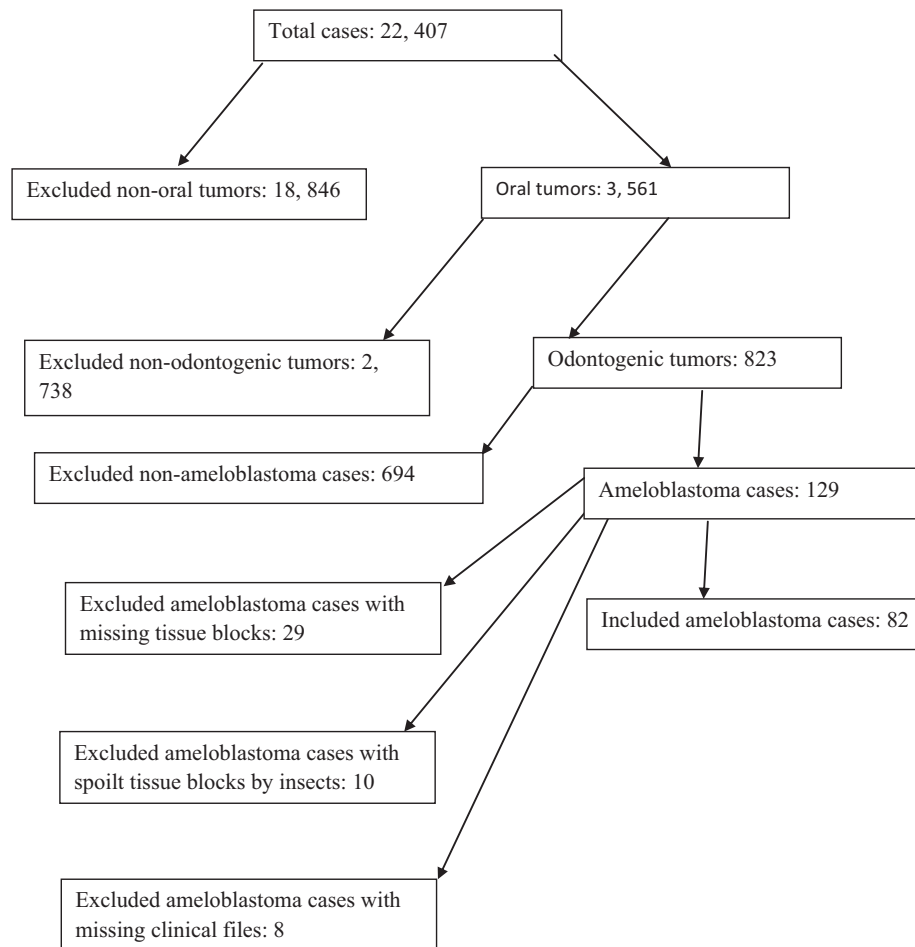 Total cases: 22, 407
Excluded non-oral tumors: 18, 846
Oral tumors: 3, 561
Excluded non-odontogenic tumors: 2,
738
Odontogenic tumors: 823
Excluded non-ameloblastoma cases: 694
Ameloblastoma cases: 129
Excluded ameloblastoma cases with
missing tissue blocks: 29
Included ameloblastoma cases: 82
Excluded ameloblastoma cases with
spoilt tissue blocks by insects: 10
Excluded ameloblastoma cases with
missing clinical files: 8